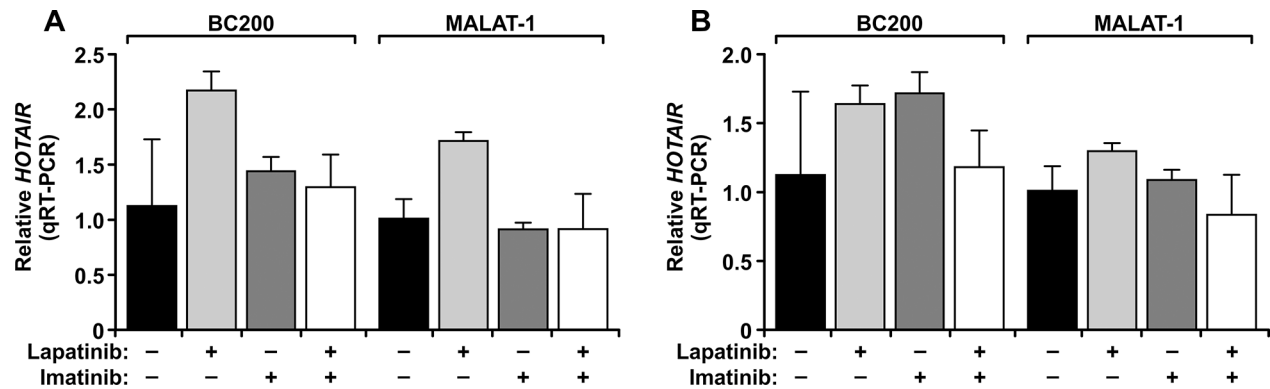 A
BC200
MALAT-1
Relative HOTAIR
(qRT-PCR)
2.5
2.0
1.5
1.0
0.5
0
Lapatinib: – + – + – + – +
Imatinib: – – + + – – + +
B
BC200
MALAT-1
Relative HOTAIR
(qRT-PCR)
2.0
1.5
1.0
0.5
0
Lapatinib: – + – + – + – +
Imatinib: – – + + – – + +